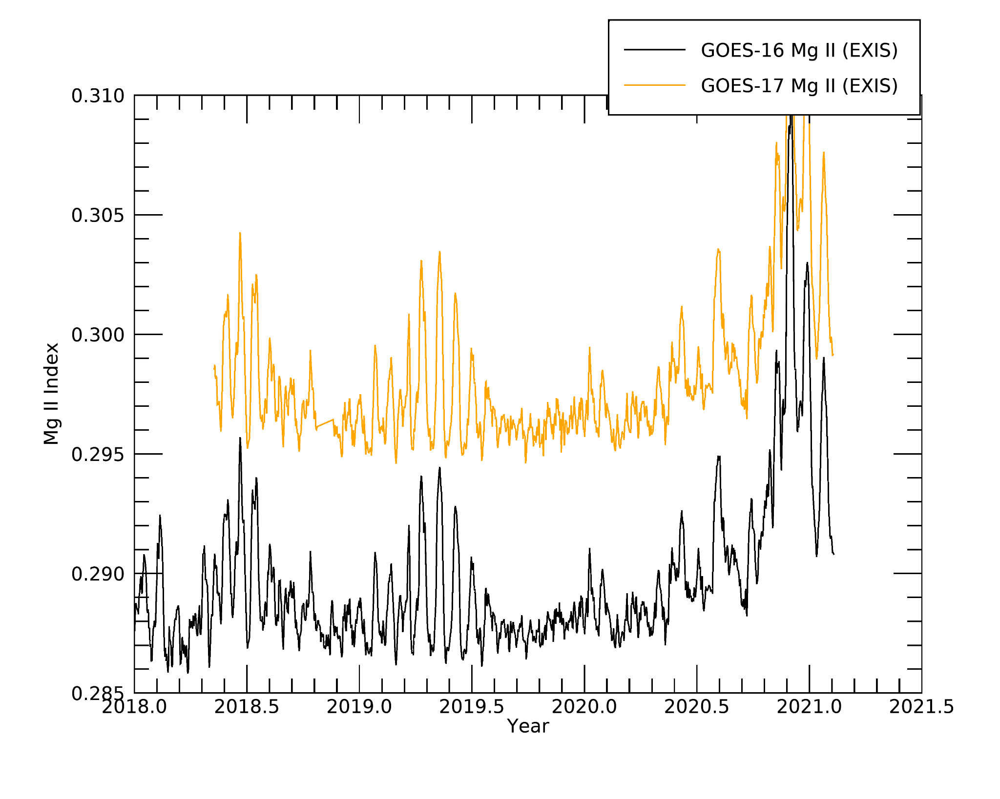 GOES-16 Mg II (EXIS)
GOES-17 Mg II (EXIS)
0.310
0.305
0.300
0.295
0.290
0.285
Mg II Index
2018.0 2018.5 2019.0 2019.5 2020.0 2020.5 2021.0 2021.5
Year